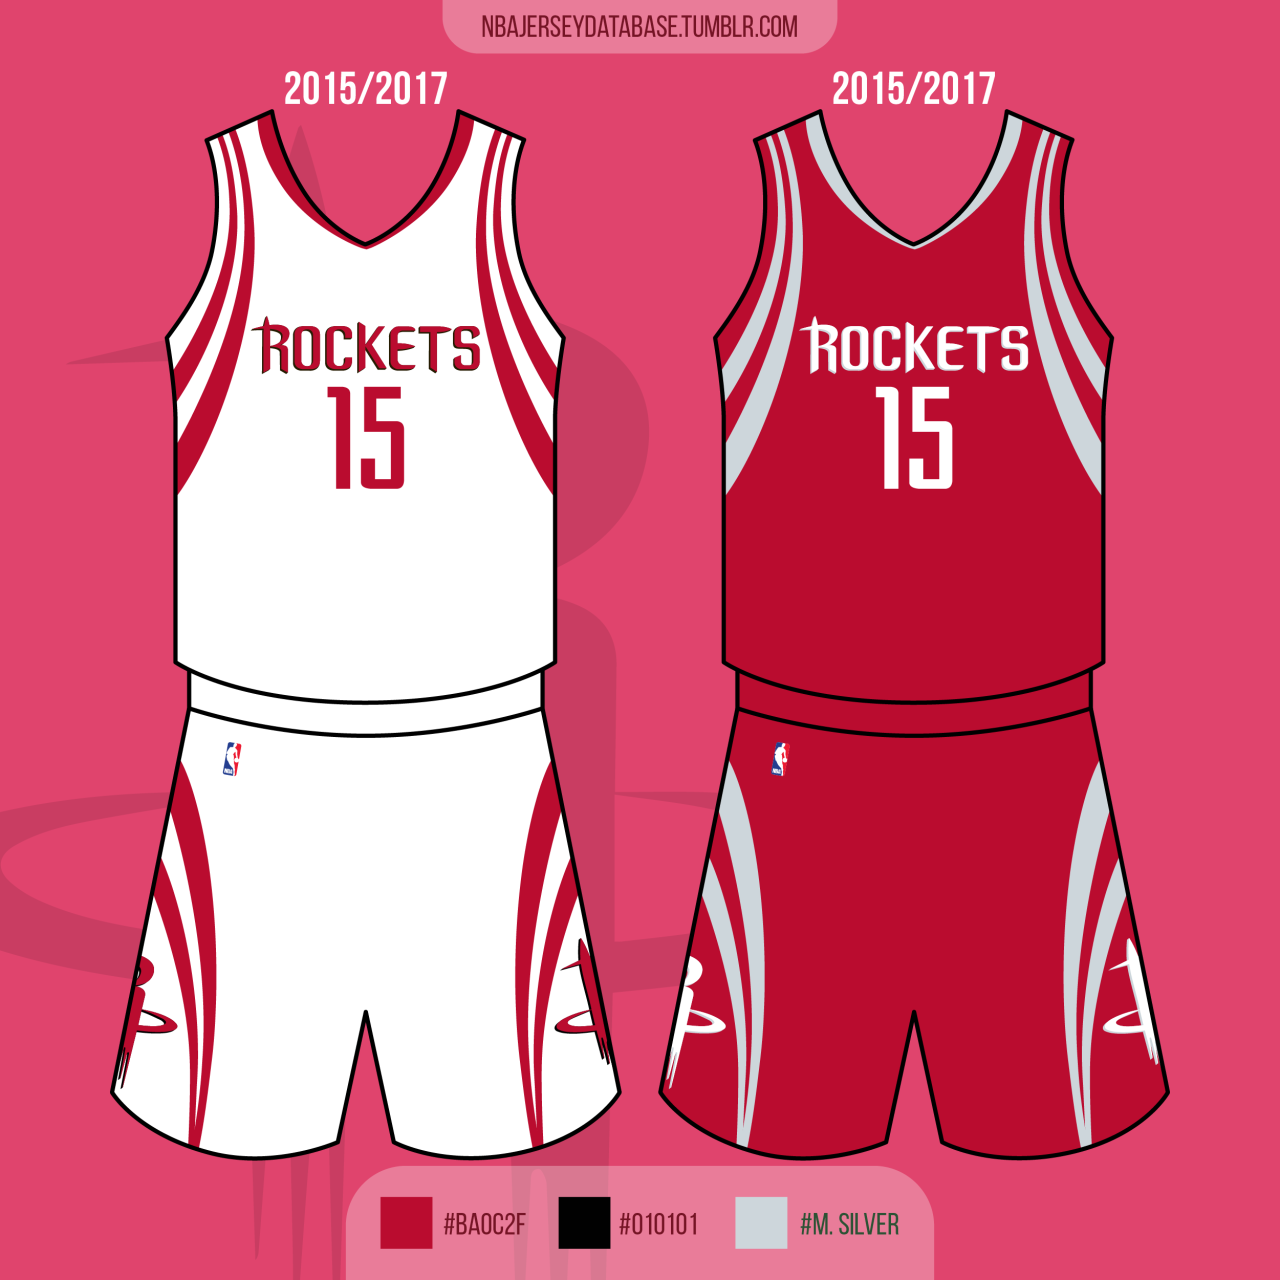 NBAJERSEYDATABASE.TUMBLR.COM
2015/2017 2015/2017
ROCKETS ROCKETS
15 15
#BA0C2F #010101 #M. SILVER